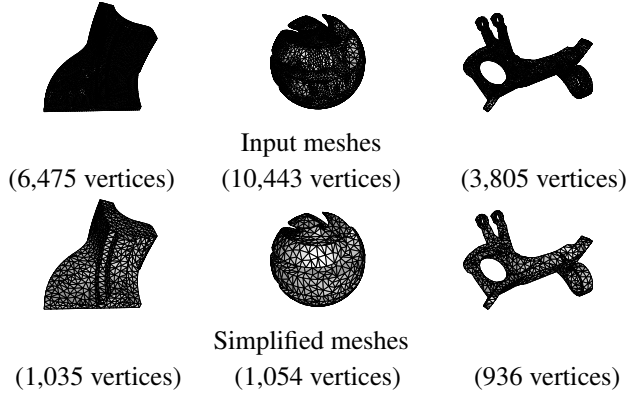 Input meshes
(6,475 vertices) (10,443 vertices) (3,805 vertices)
Simplified meshes
(1,035 vertices) (1,054 vertices) (936 vertices)